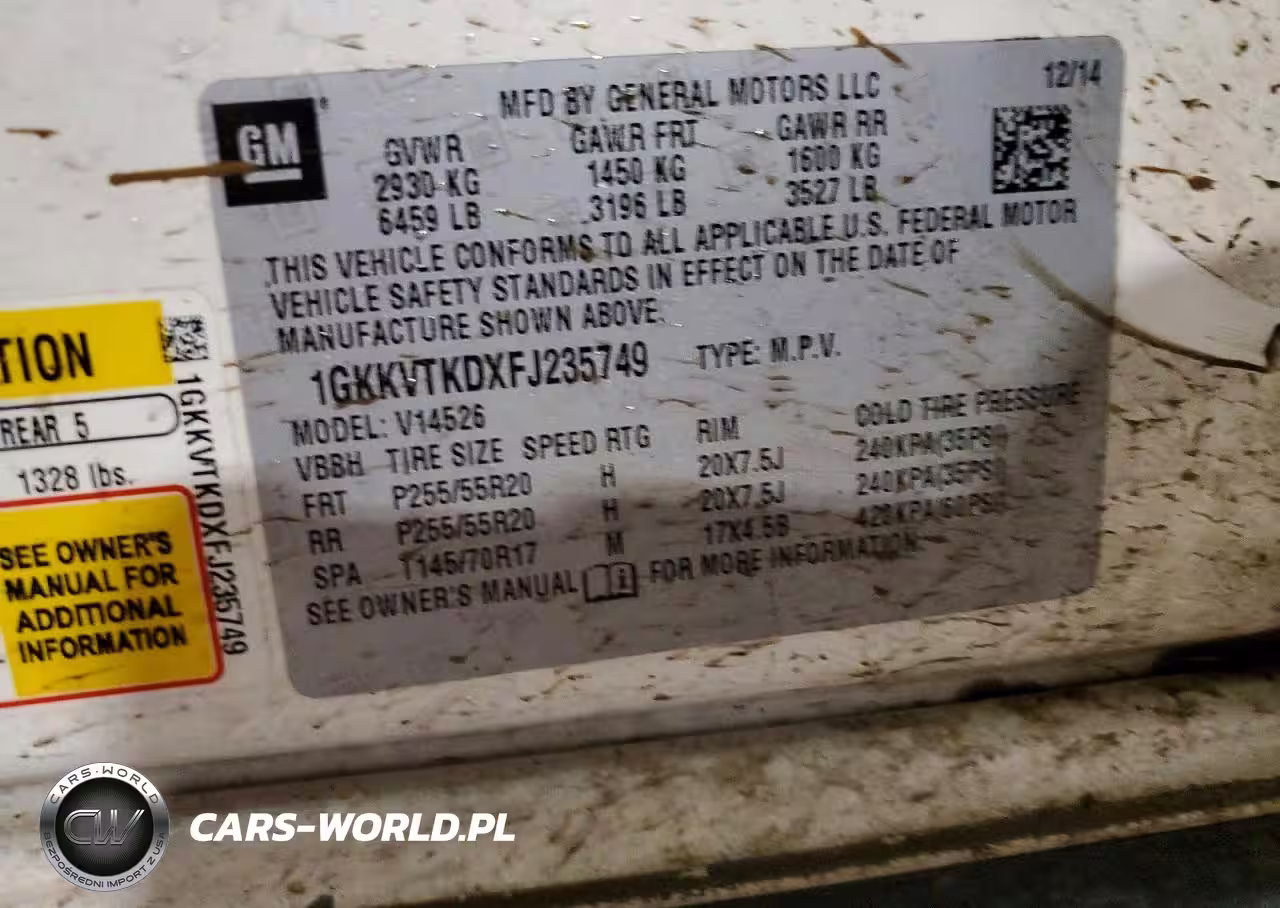 GM
®
MFD BY GENERAL MOTORS LLC
12/14
GVWR GAWR FRT GAWR RR
2930 KG 1450 KG 1600 KG
6459 LB 3196 LB 3527 LB
THIS VEHICLE CONFORMS TO ALL APPLICABLE U.S. FEDERAL MOTOR
VEHICLE SAFETY STANDARDS IN EFFECT ON THE DATE OF
MANUFACTURE SHOWN ABOVE.
1GKKVTKDXFJ235749 TYPE: M.P.V.
MODEL: V14526
VBBH TIRE SIZE SPEED RTG RIM COLD TIRE PRESSURE
FRT P255/55R20 H 20X7.5J 240KPA(35PSI)
RR P255/55R20 H 20X7.5J 240KPA(35PSI)
SPA T145/70R17 M 17X4.5B 420KPA(60PSI)
SEE OWNER'S MANUAL FOR MORE INFORMATION
TION
REAR 5
1328 lbs.
SEE OWNER'S
MANUAL FOR
ADDITIONAL
INFORMATION
1GKKVTKDXFJ235749
CARS-WORLD
CW
BEZPOŚREDNI IMPORT Z USA
CARS-WORLD.PL